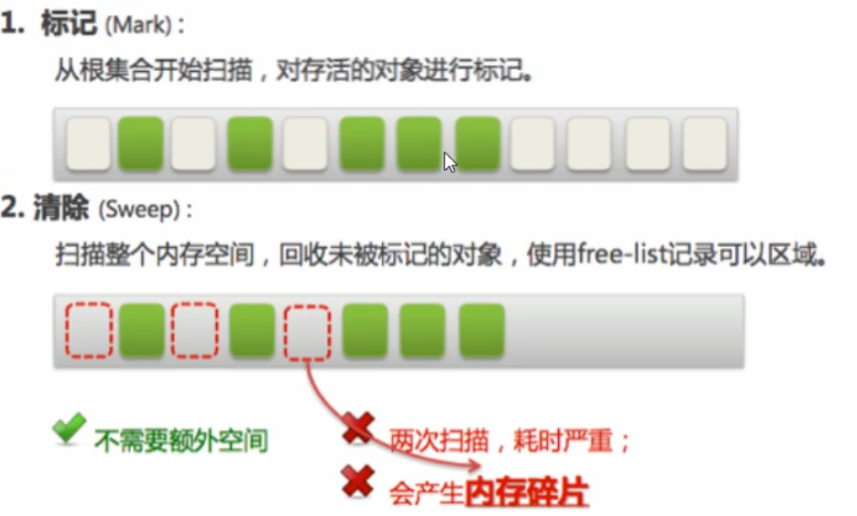 1. 标记 (Mark)：
从根集合开始扫描，对存活的对象进行标记。
2. 清除 (Sweep)：
扫描整个内存空间，回收未被标记的对象，使用free-list记录可以区域。
不需要额外空间
两次扫描，耗时严重；
会产生内存碎片